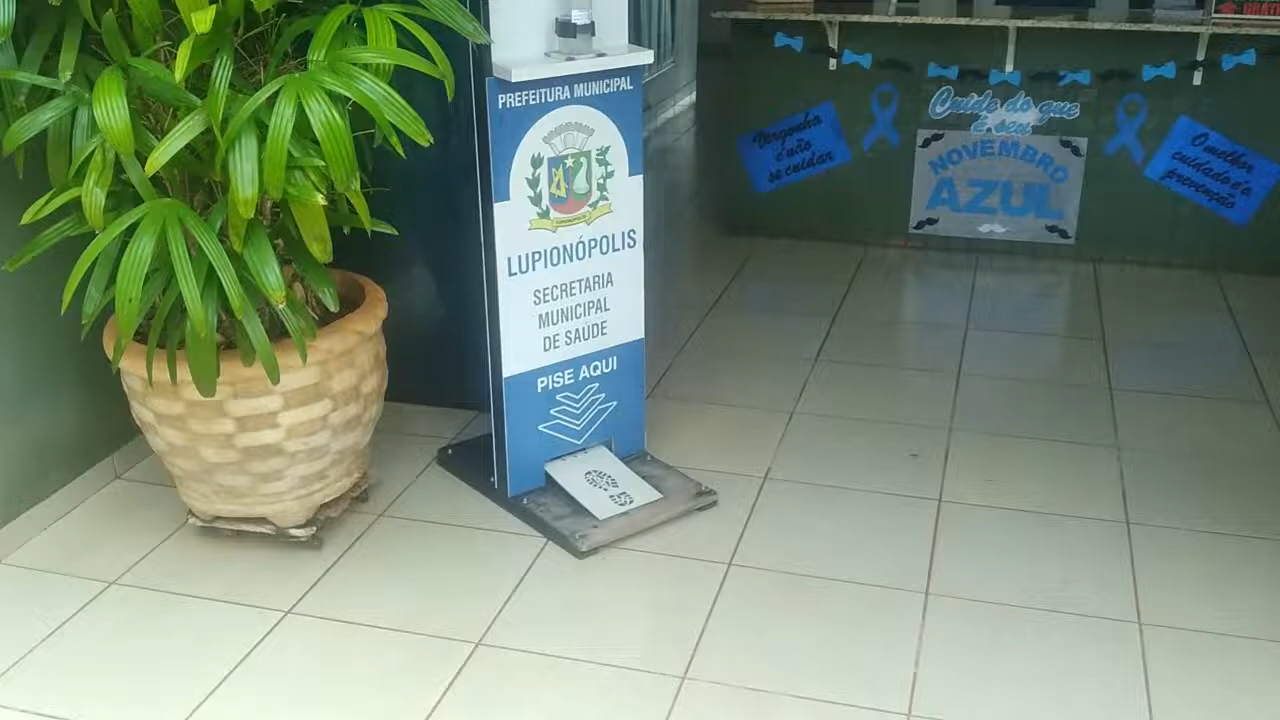 PREFEITURA MUNICIPAL
LUPIONÓPOLIS
LUPIONÓPOLIS
SECRETARIA
MUNICIPAL
DE SAÚDE
PISE AQUI
Cuide do que
é seu
NOVEMBRO
AZUL
Vergonha
é não
se cuidar
O melhor
cuidado é a
prevenção